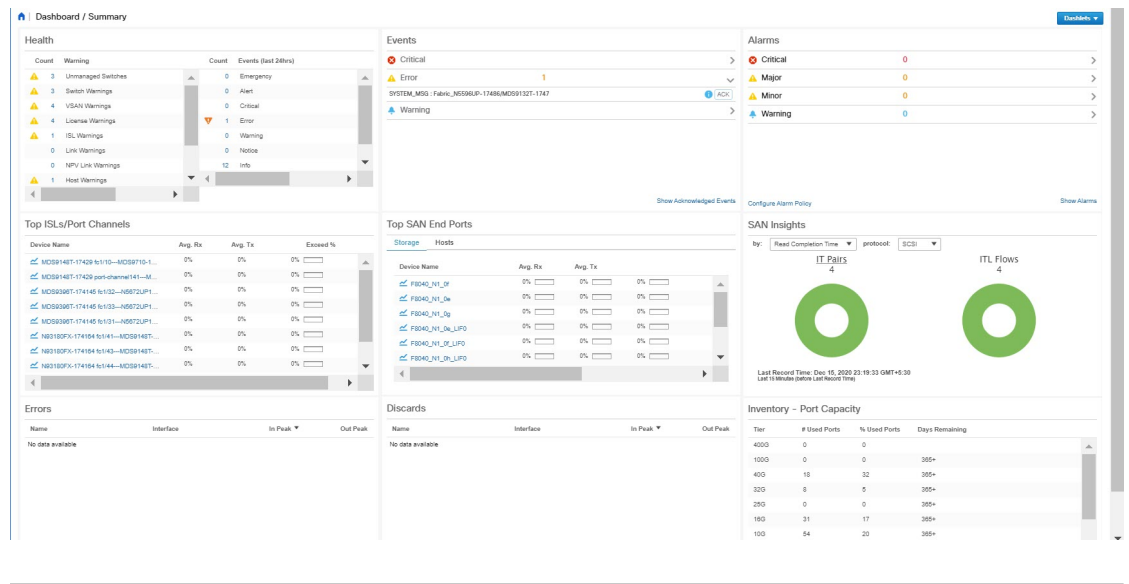 Dashboard / Summary
Dashlets
Health
Count Warning
3 Unmanaged Switches
3 Switch Warnings
4 VSAN Warnings
4 License Warnings
1 ISL Warnings
0 Link Warnings
0 NPV Link Warnings
1 Host Warnings
Count Events (last 24hrs)
0 Emergency
0 Alert
0 Critical
1 Error
0 Warning
0 Notice
12 Info
Events
Critical
Error 1
SYSTEM_MSG : Fabric_N5596UP-17486/MDS9132T-1747 ACK
Warning
Show Acknowledged Events
Alarms
Critical 0
Major 0
Minor 0
Warning 0
Configure Alarm Policy Show Alarms
Top ISLs/Port Channels
Device Name Avg. Rx Avg. Tx Exceed %
MDS9148T-17429 fc1/10---MDS9710-1... 0% 0% 0%
MDS9148T-17429 port-channel141---M... 0% 0% 0%
MDS9396T-174145 fc1/32---N5672UP1... 0% 0% 0%
MDS9396T-174145 fc1/33---N5672UP1... 0% 0% 0%
MDS9396T-174145 fc1/31---N5672UP1... 0% 0% 0%
N93180FX-174164 fc1/41---MDS9148T-... 0% 0% 0%
N93180FX-174164 fc1/43---MDS9148T-... 0% 0% 0%
N93180FX-174164 fc1/44---MDS9148T-... 0% 0% 0%
Top SAN End Ports
Storage Hosts
Device Name Avg. Rx Avg. Tx
F8040_N1_0f 0% 0% 0%
F8040_N1_0e 0% 0% 0%
F8040_N1_0g 0% 0% 0%
F8040_N1_0e_LIF0 0% 0% 0%
F8040_N1_0f_LIF0 0% 0% 0%
F8040_N1_0h_LIF0 0% 0% 0%
SAN Insights
by: Read Completion Time protocol: SCSI
IT Pairs ITL Flows
4 4
Last Record Time: Dec 15, 2020 23:19:33 GMT+5:30
Last 15 Minutes (before Last Record Time)
Errors
Name Interface In Peak Out Peak
No data available
Discards
Name Interface In Peak Out Peak
No data available
Inventory - Port Capacity
Tier # Used Ports % Used Ports Days Remaining
400G 0 0
100G 0 0 365+
40G 18 32 365+
32G 8 5 365+
25G 0 0 365+
16G 31 17 365+
10G 54 20 365+